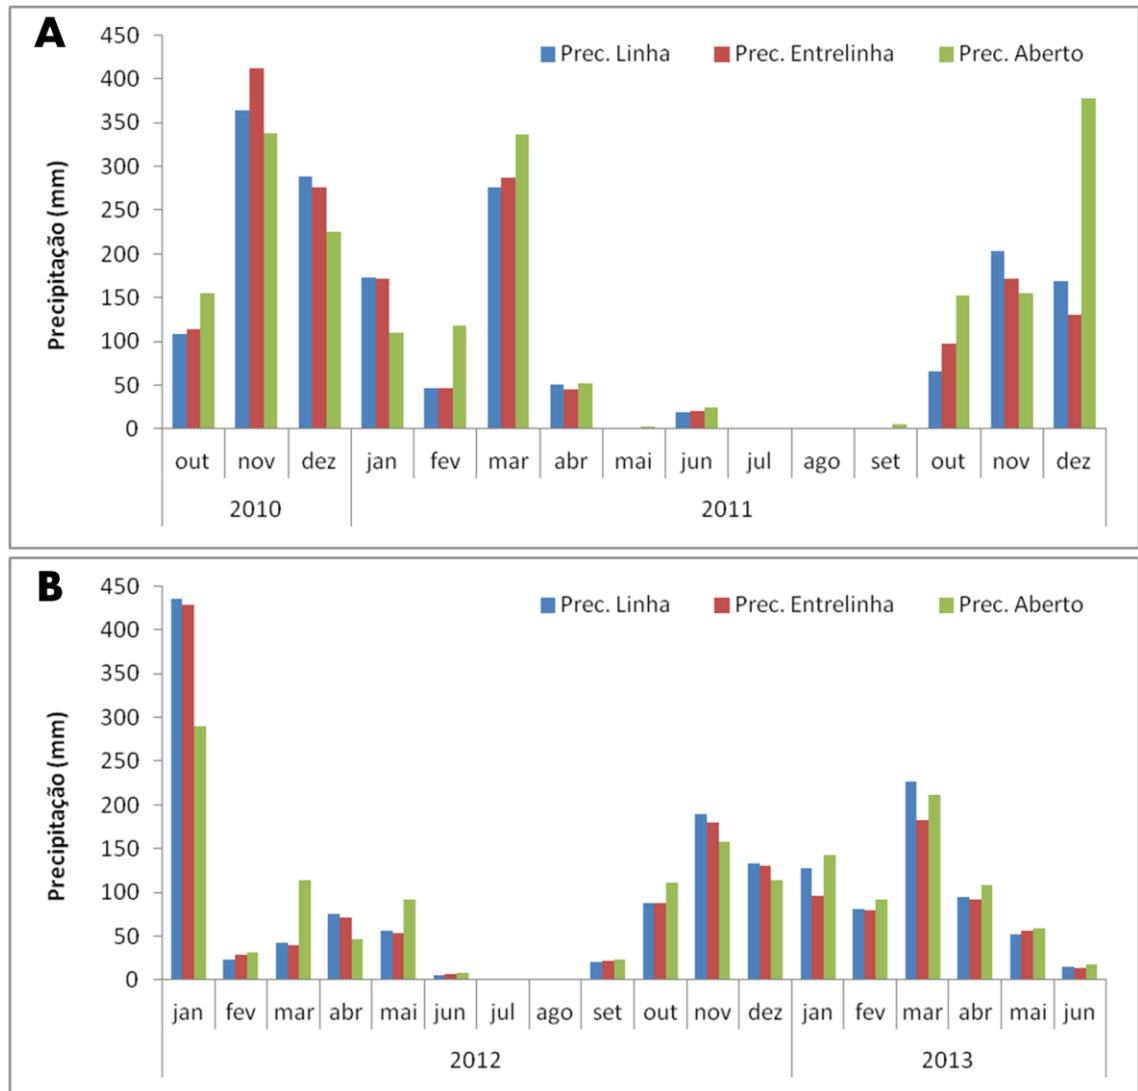 A
Prec. Linha Prec. Entrelinha Prec. Aberto
Precipitação (mm)
450
400
350
300
250
200
150
100
50
0
out nov dez jan fev mar abr mai jun jul ago set out nov dez
2010 2011
B
Prec. Linha Prec. Entrelinha Prec. Aberto
Precipitação (mm)
450
400
350
300
250
200
150
100
50
0
jan fev mar abr mai jun jul ago set out nov dez jan fev mar abr mai jun
2012 2013